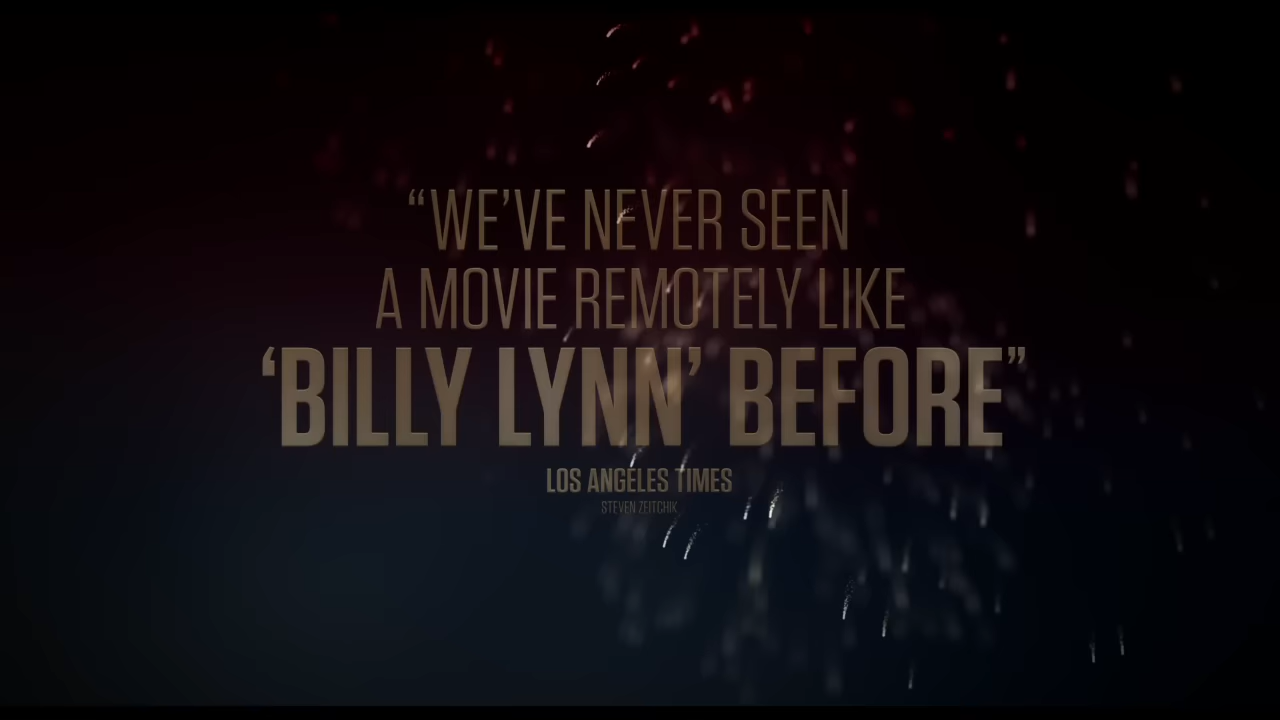 “WE’VE NEVER SEEN
A MOVIE REMOTELY LIKE
‘BILLY LYNN’ BEFORE”
LOS ANGELES TIMES
STEVEN ZEITCHIK